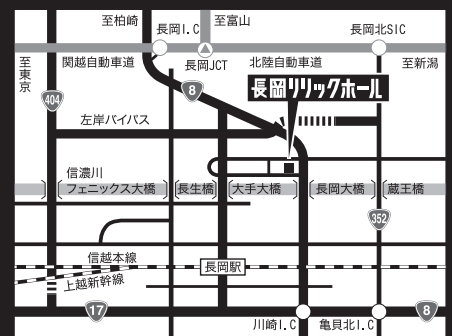 至柏崎
長岡I.C
至富山
長岡北SIC
至東京
関越自動車道
長岡JCT
北陸自動車道
至新潟
8
長岡リリックホール
404
左岸バイパス
信濃川
フェニックス大橋
長生橋
大手大橋
長岡大橋
蔵王橋
352
信越本線
上越新幹線
長岡駅
17
川崎I.C
亀貝北I.C
8